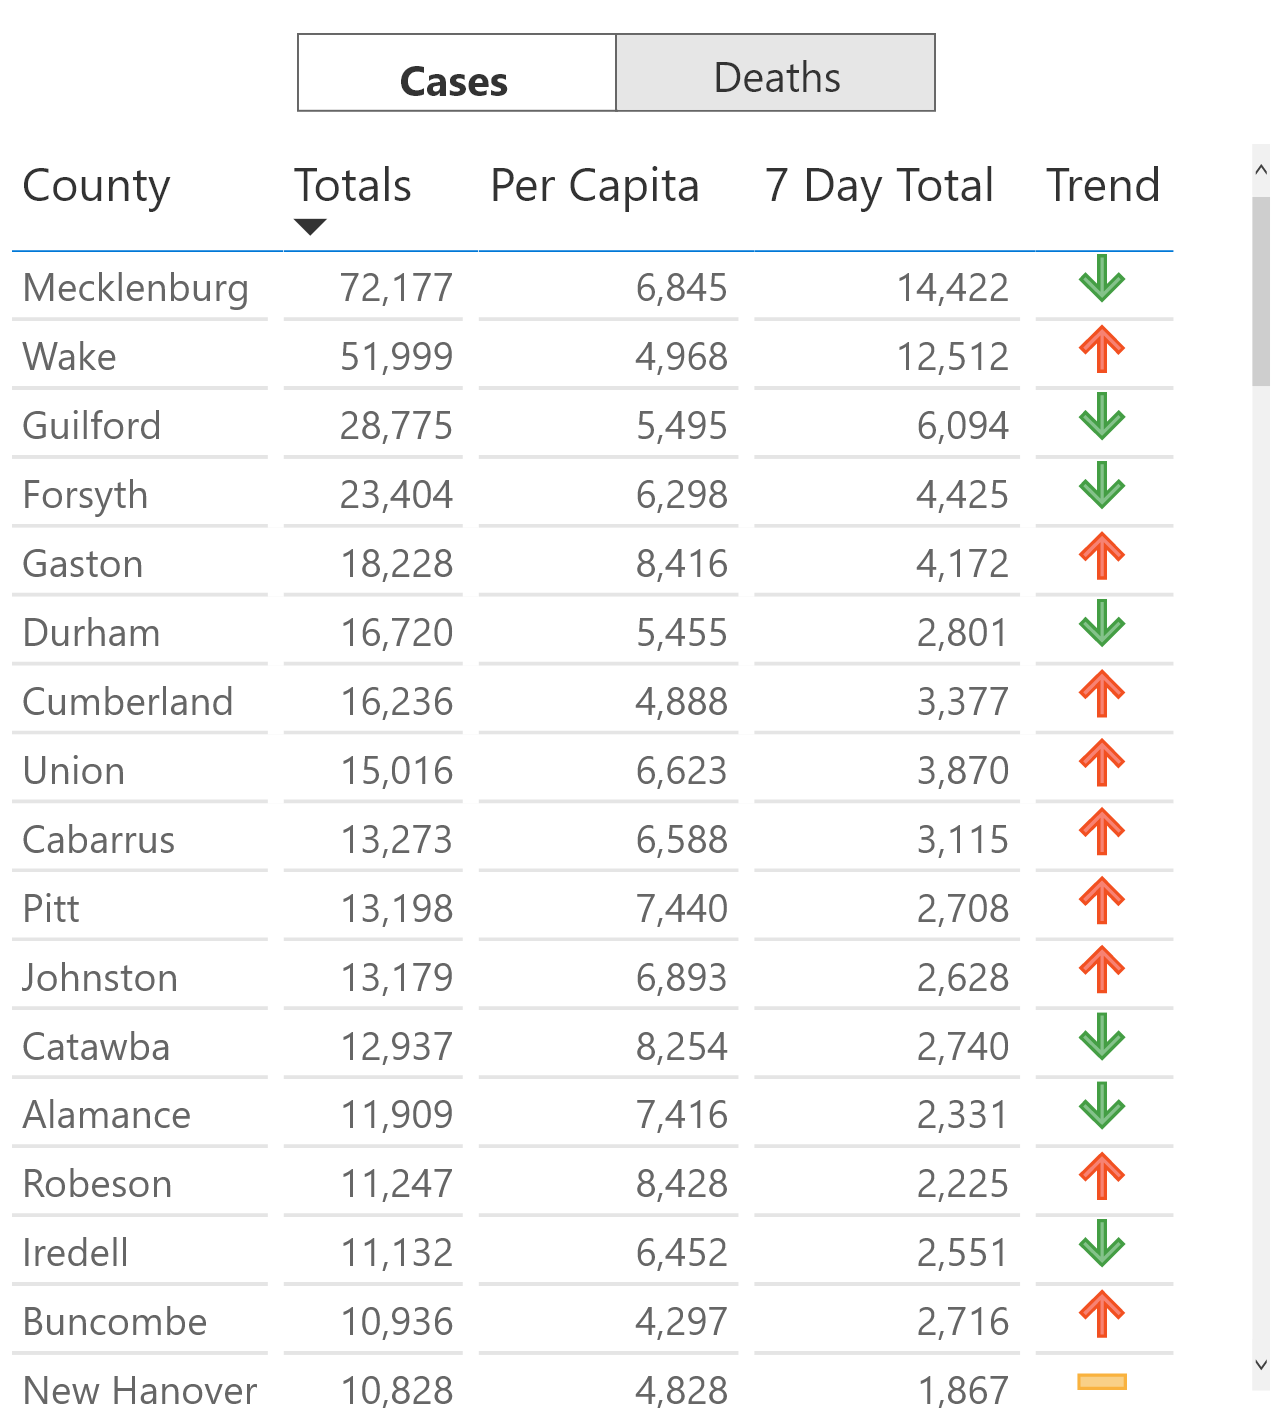 Cases Deaths
County Totals Per Capita 7 Day Total Trend
Mecklenburg 72,177 6,845 14,422
Wake 51,999 4,968 12,512
Guilford 28,775 5,495 6,094
Forsyth 23,404 6,298 4,425
Gaston 18,228 8,416 4,172
Durham 16,720 5,455 2,801
Cumberland 16,236 4,888 3,377
Union 15,016 6,623 3,870
Cabarrus 13,273 6,588 3,115
Pitt 13,198 7,440 2,708
Johnston 13,179 6,893 2,628
Catawba 12,937 8,254 2,740
Alamance 11,909 7,416 2,331
Robeson 11,247 8,428 2,225
Iredell 11,132 6,452 2,551
Buncombe 10,936 4,297 2,716
New Hanover 10,828 4,828 1,867